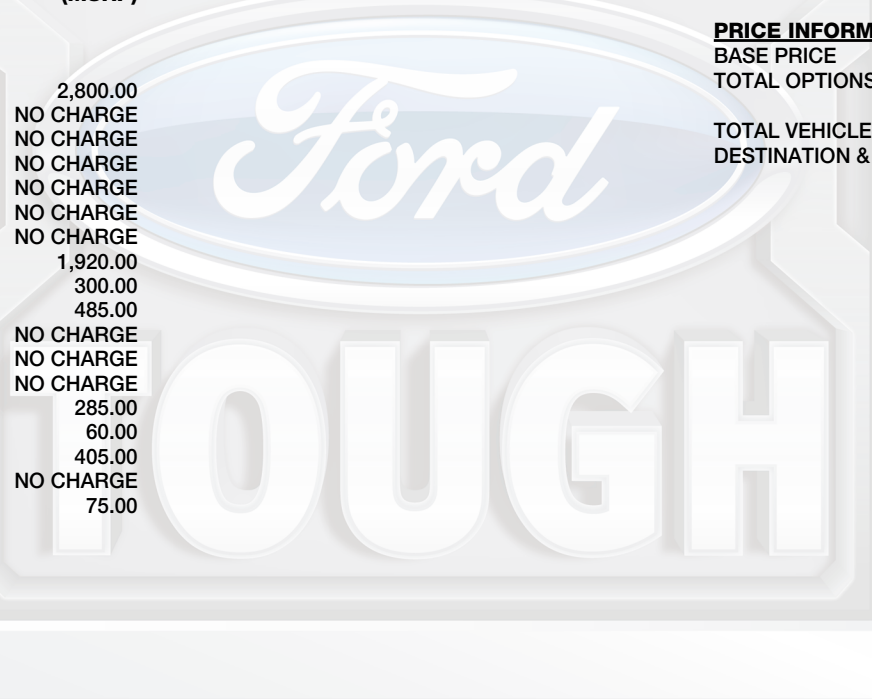 (MSRP)
2,800.00
NO CHARGE
NO CHARGE
NO CHARGE
NO CHARGE
NO CHARGE
NO CHARGE
1,920.00
300.00
485.00
NO CHARGE
NO CHARGE
NO CHARGE
285.00
60.00
405.00
NO CHARGE
75.00
PRICE INFORM
BASE PRICE
TOTAL OPTIONS
TOTAL VEHICLE
DESTINATION &
Ford
TOUGH